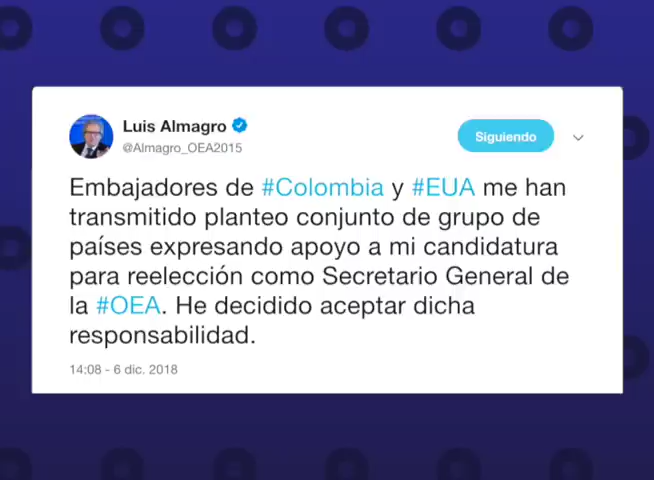 Luis Almagro
@Almagro_OEA2015
Siguiendo
Embajadores de #Colombia y #EUA me han
transmitido planteo conjunto de grupo de
países expresando apoyo a mi candidatura
para reelección como Secretario General de
la #OEA. He decidido aceptar dicha
responsabilidad.
14:08 - 6 dic. 2018